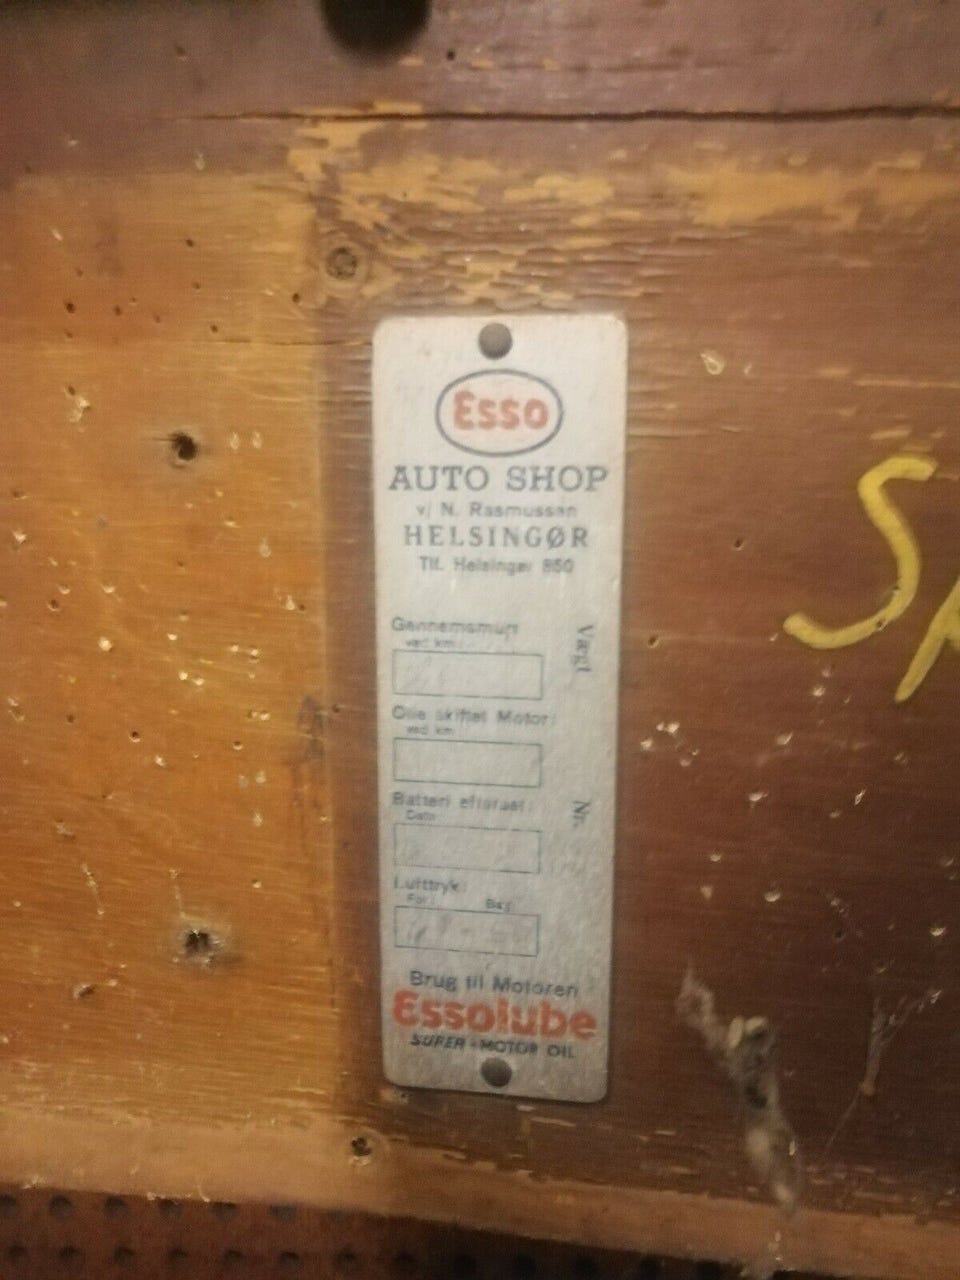 Esso
AUTO SHOP
v/ N. Rasmussen
HELSINGØR
Tlf. Helsingør 850
Gennemsmurt
ved km:
Vægt
Olie skiftet Motor:
ved km
Batteri efterset:
Dato
Nr.
Lufttryk:
For: Bag:
Brug til Motoren
Essolube
SUPER - MOTOR OIL
S